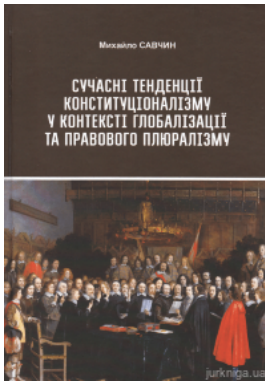 Михайло САВЧИН
СУЧАСНІ ТЕНДЕНЦІЇ
КОНСТИТУЦІОНАЛІЗМУ
У КОНТЕКСТІ ГЛОБАЛІЗАЦІЇ
ТА ПРАВОВОГО ПЛЮРАЛІЗМУ
jurkniga.ua